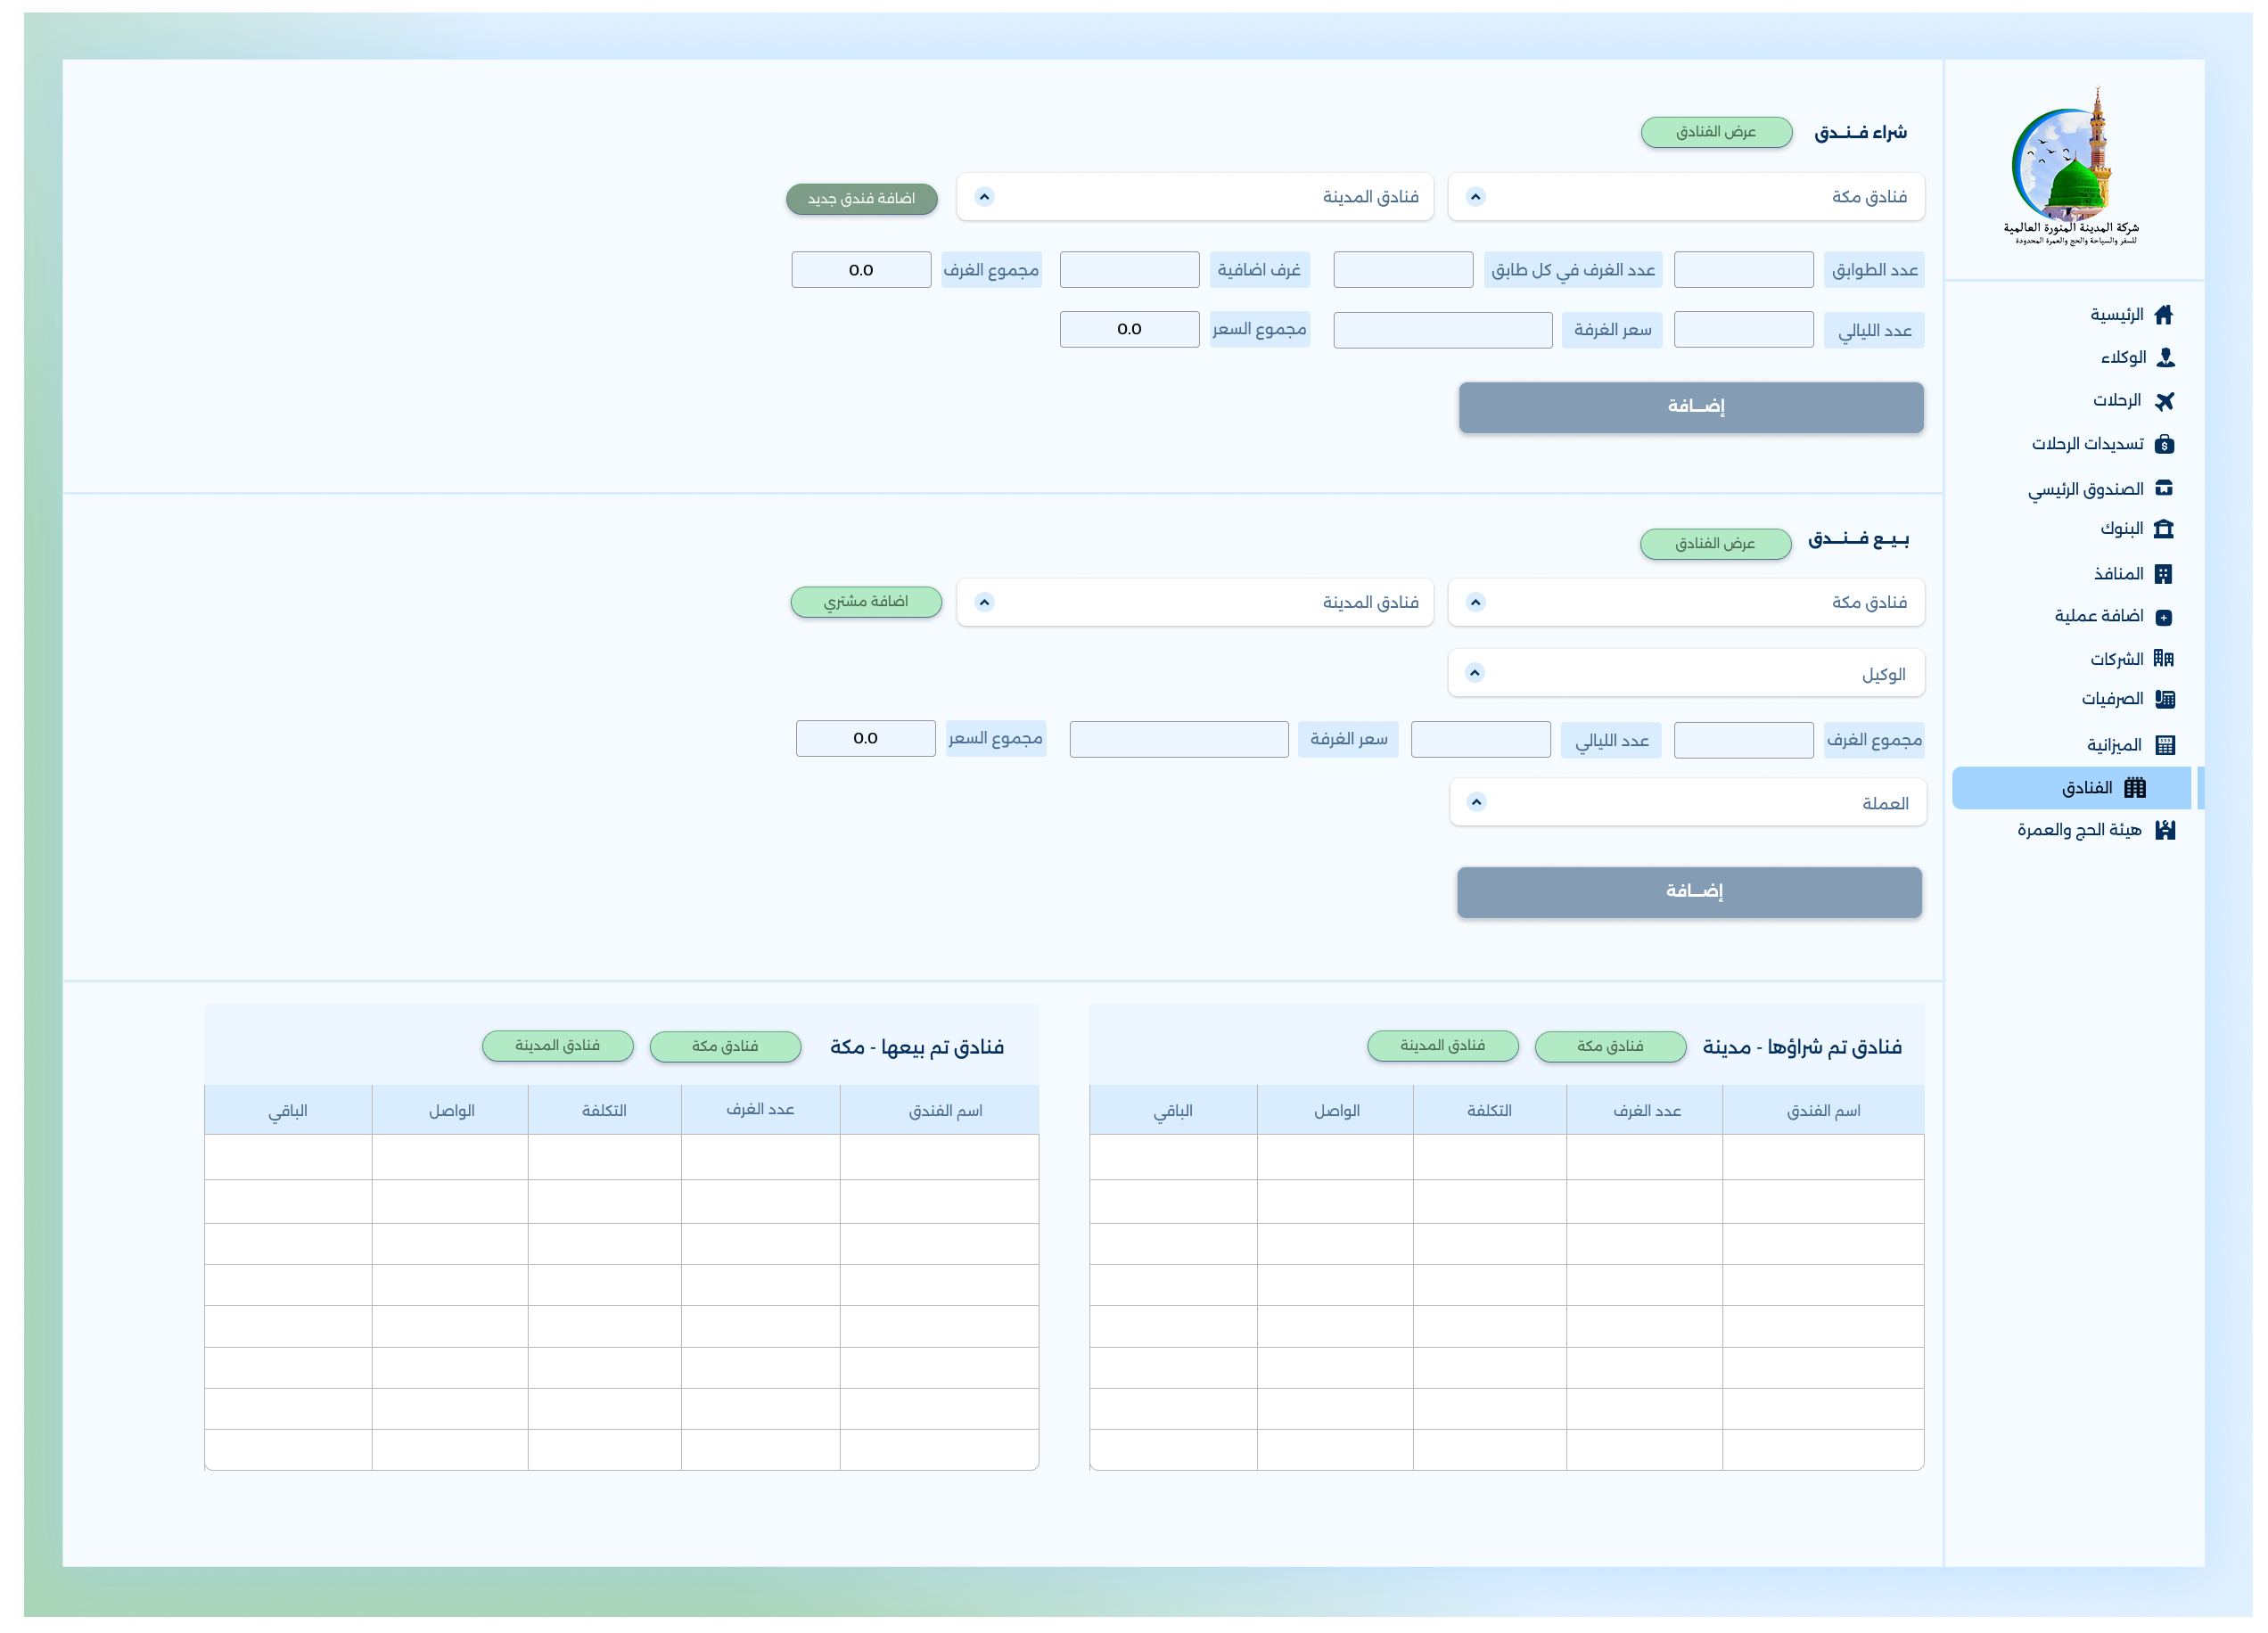 شركة المدينة المنورة العالمية
للسفر والسياحة والحج والعمرة المحدودة
الرئيسية
الوكلاء
الرحلات
تسديدات الرحلات
الصندوق الرئيسي
البنوك
المنافذ
اضافة عملية
الشركات
الصرفيات
الميزانية
الفنادق
هيئة الحج والعمرة
شراء فـنـدق عرض الفنادق
فنادق مكة فنادق المدينة اضافة فندق جديد
عدد الطوابق عدد الغرف في كل طابق غرف اضافية مجموع الغرف 0.0
عدد الليالي سعر الغرفة مجموع السعر 0.0
إضـافة
بـيـع فـنـدق عرض الفنادق
فنادق مكة فنادق المدينة اضافة مشتري
الوكيل
مجموع الغرف عدد الليالي سعر الغرفة مجموع السعر 0.0
العملة
إضـافة
فنادق تم شراؤها - مدينة فنادق مكة فنادق المدينة
اسم الفندق عدد الغرف التكلفة الواصل الباقي
فنادق تم بيعها - مكة فنادق مكة فنادق المدينة
اسم الفندق عدد الغرف التكلفة الواصل الباقي